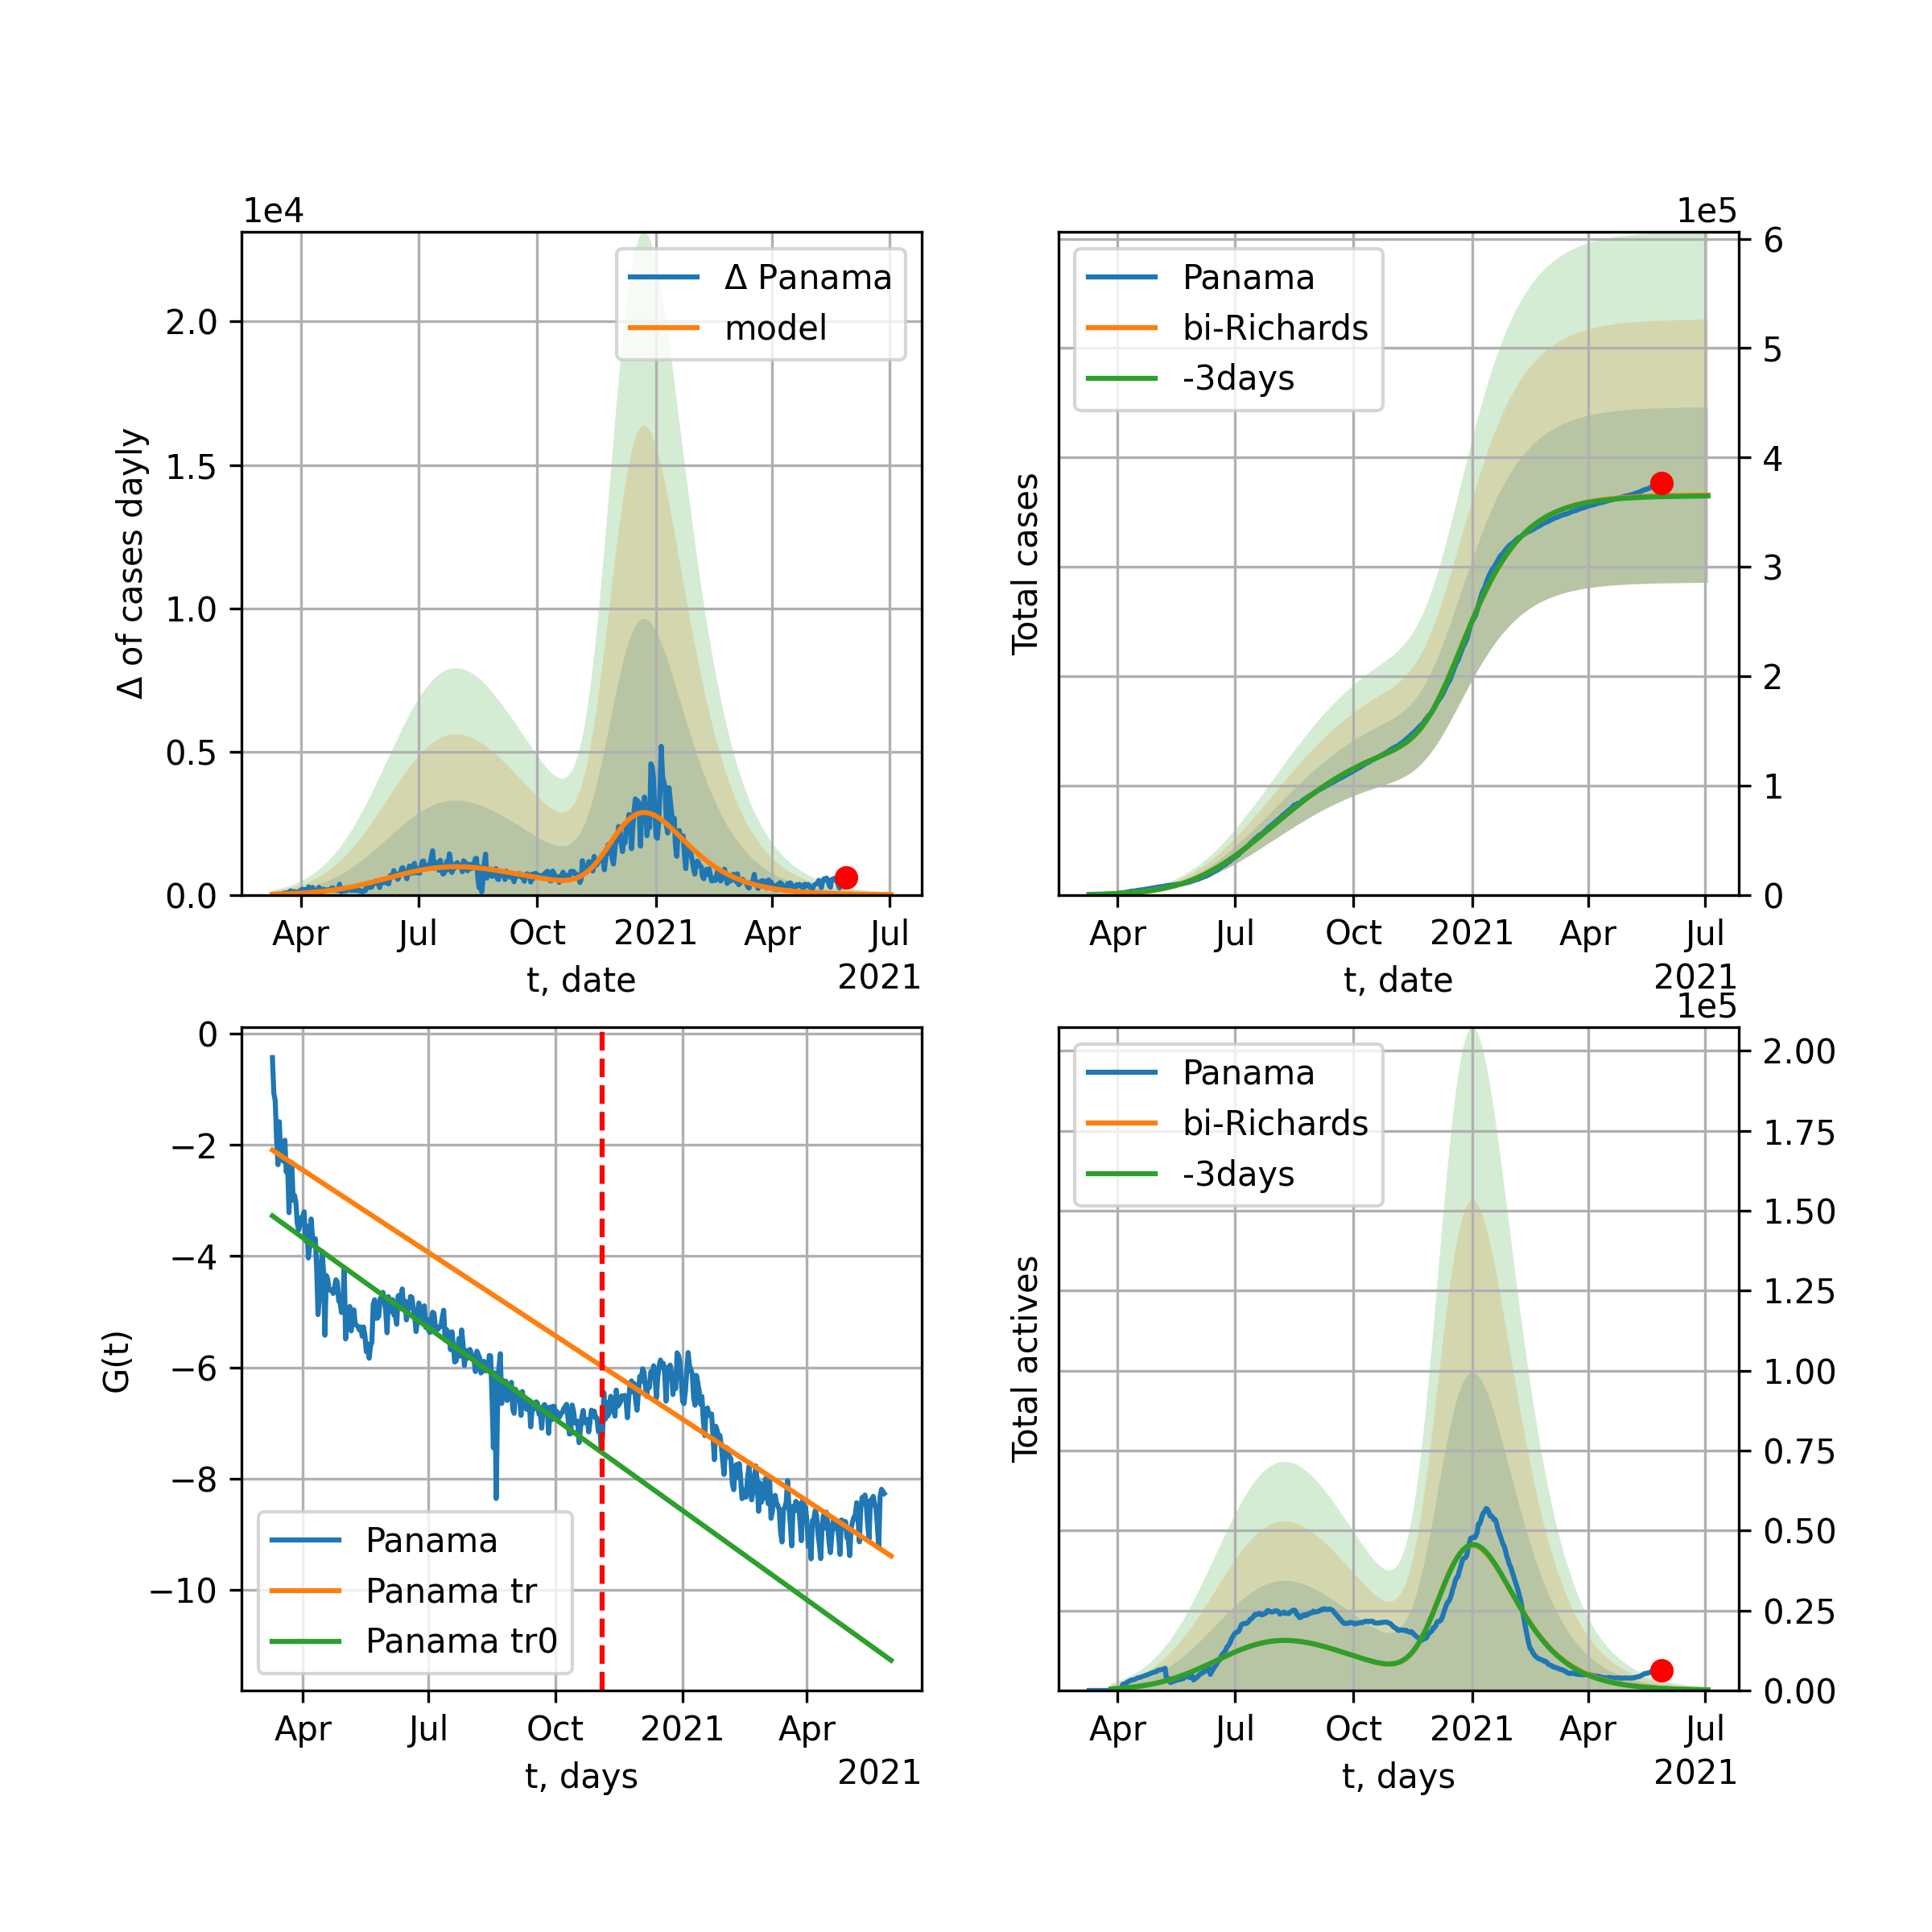 1e4
Δ of cases dayly
2.0
1.5
1.0
0.5
0.0
Δ Panama
model
Apr Jul Oct 2021 Apr Jul
t, date
2021
1e5
Total cases
Panama
bi-Richards
-3days
6
5
4
3
2
1
0
Apr Jul Oct 2021 Apr Jul
t, date
2021
G(t)
0
−2
−4
−6
−8
−10
Panama
Panama tr
Panama tr0
Apr Jul Oct 2021 Apr
t, days
2021
1e5
Total actives
Panama
bi-Richards
-3days
2.00
1.75
1.50
1.25
1.00
0.75
0.50
0.25
0.00
Apr Jul Oct 2021 Apr Jul
t, days
2021